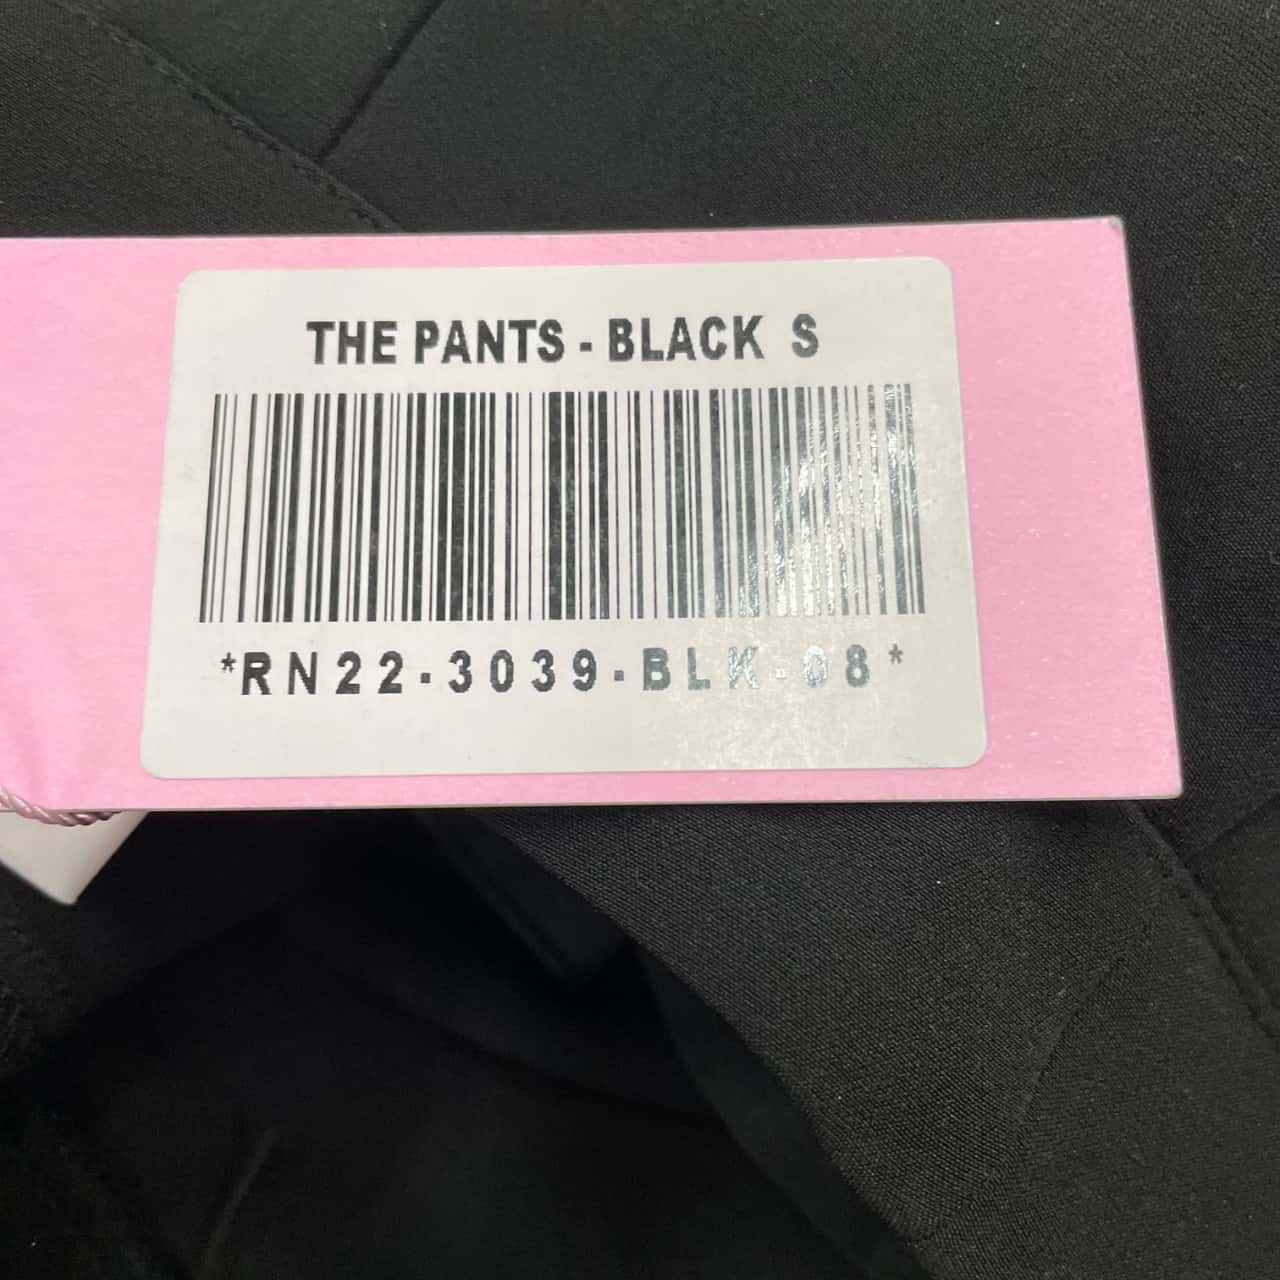 THE PANTS - BLACK S
*RN22-3039-BLK-08*